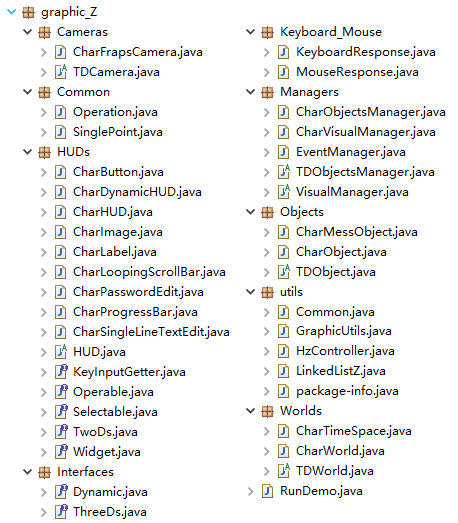 graphic_Z
Cameras
CharFrapsCamera.java
TDCamera.java
Common
Operation.java
SinglePoint.java
HUDs
CharButton.java
CharDynamicHUD.java
CharHUD.java
CharImage.java
CharLabel.java
CharLoopingScrollBar.java
CharPasswordEdit.java
CharProgressBar.java
CharSingleLineTextEdit.java
HUD.java
KeyInputGetter.java
Operable.java
Selectable.java
TwoDs.java
Widget.java
Interfaces
Dynamic.java
ThreeDs.java
Keyboard_Mouse
KeyboardResponse.java
MouseResponse.java
Managers
CharObjectsManager.java
CharVisualManager.java
EventManager.java
TDObjectsManager.java
VisualManager.java
Objects
CharMessObject.java
CharObject.java
TDObject.java
utils
Common.java
GraphicUtils.java
HzController.java
LinkedListZ.java
package-info.java
Worlds
CharTimeSpace.java
CharWorld.java
TDWorld.java
RunDemo.java